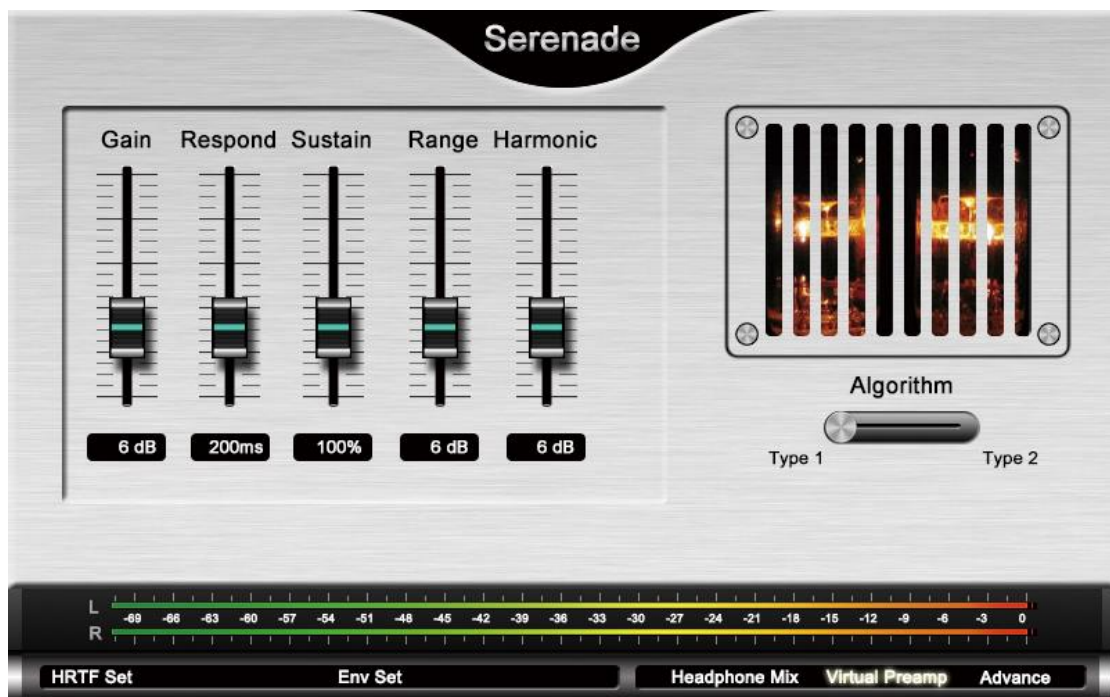 Serenade
Gain Respond Sustain Range Harmonic
6 dB 200ms 100% 6 dB 6 dB
Algorithm
Type 1 Type 2
L
-69 -66 -63 -60 -57 -54 -51 -48 -45 -42 -39 -36 -33 -30 -27 -24 -21 -18 -15 -12 -9 -6 -3 0
R
HRTF Set Env Set Headphone Mix Virtual Preamp Advance